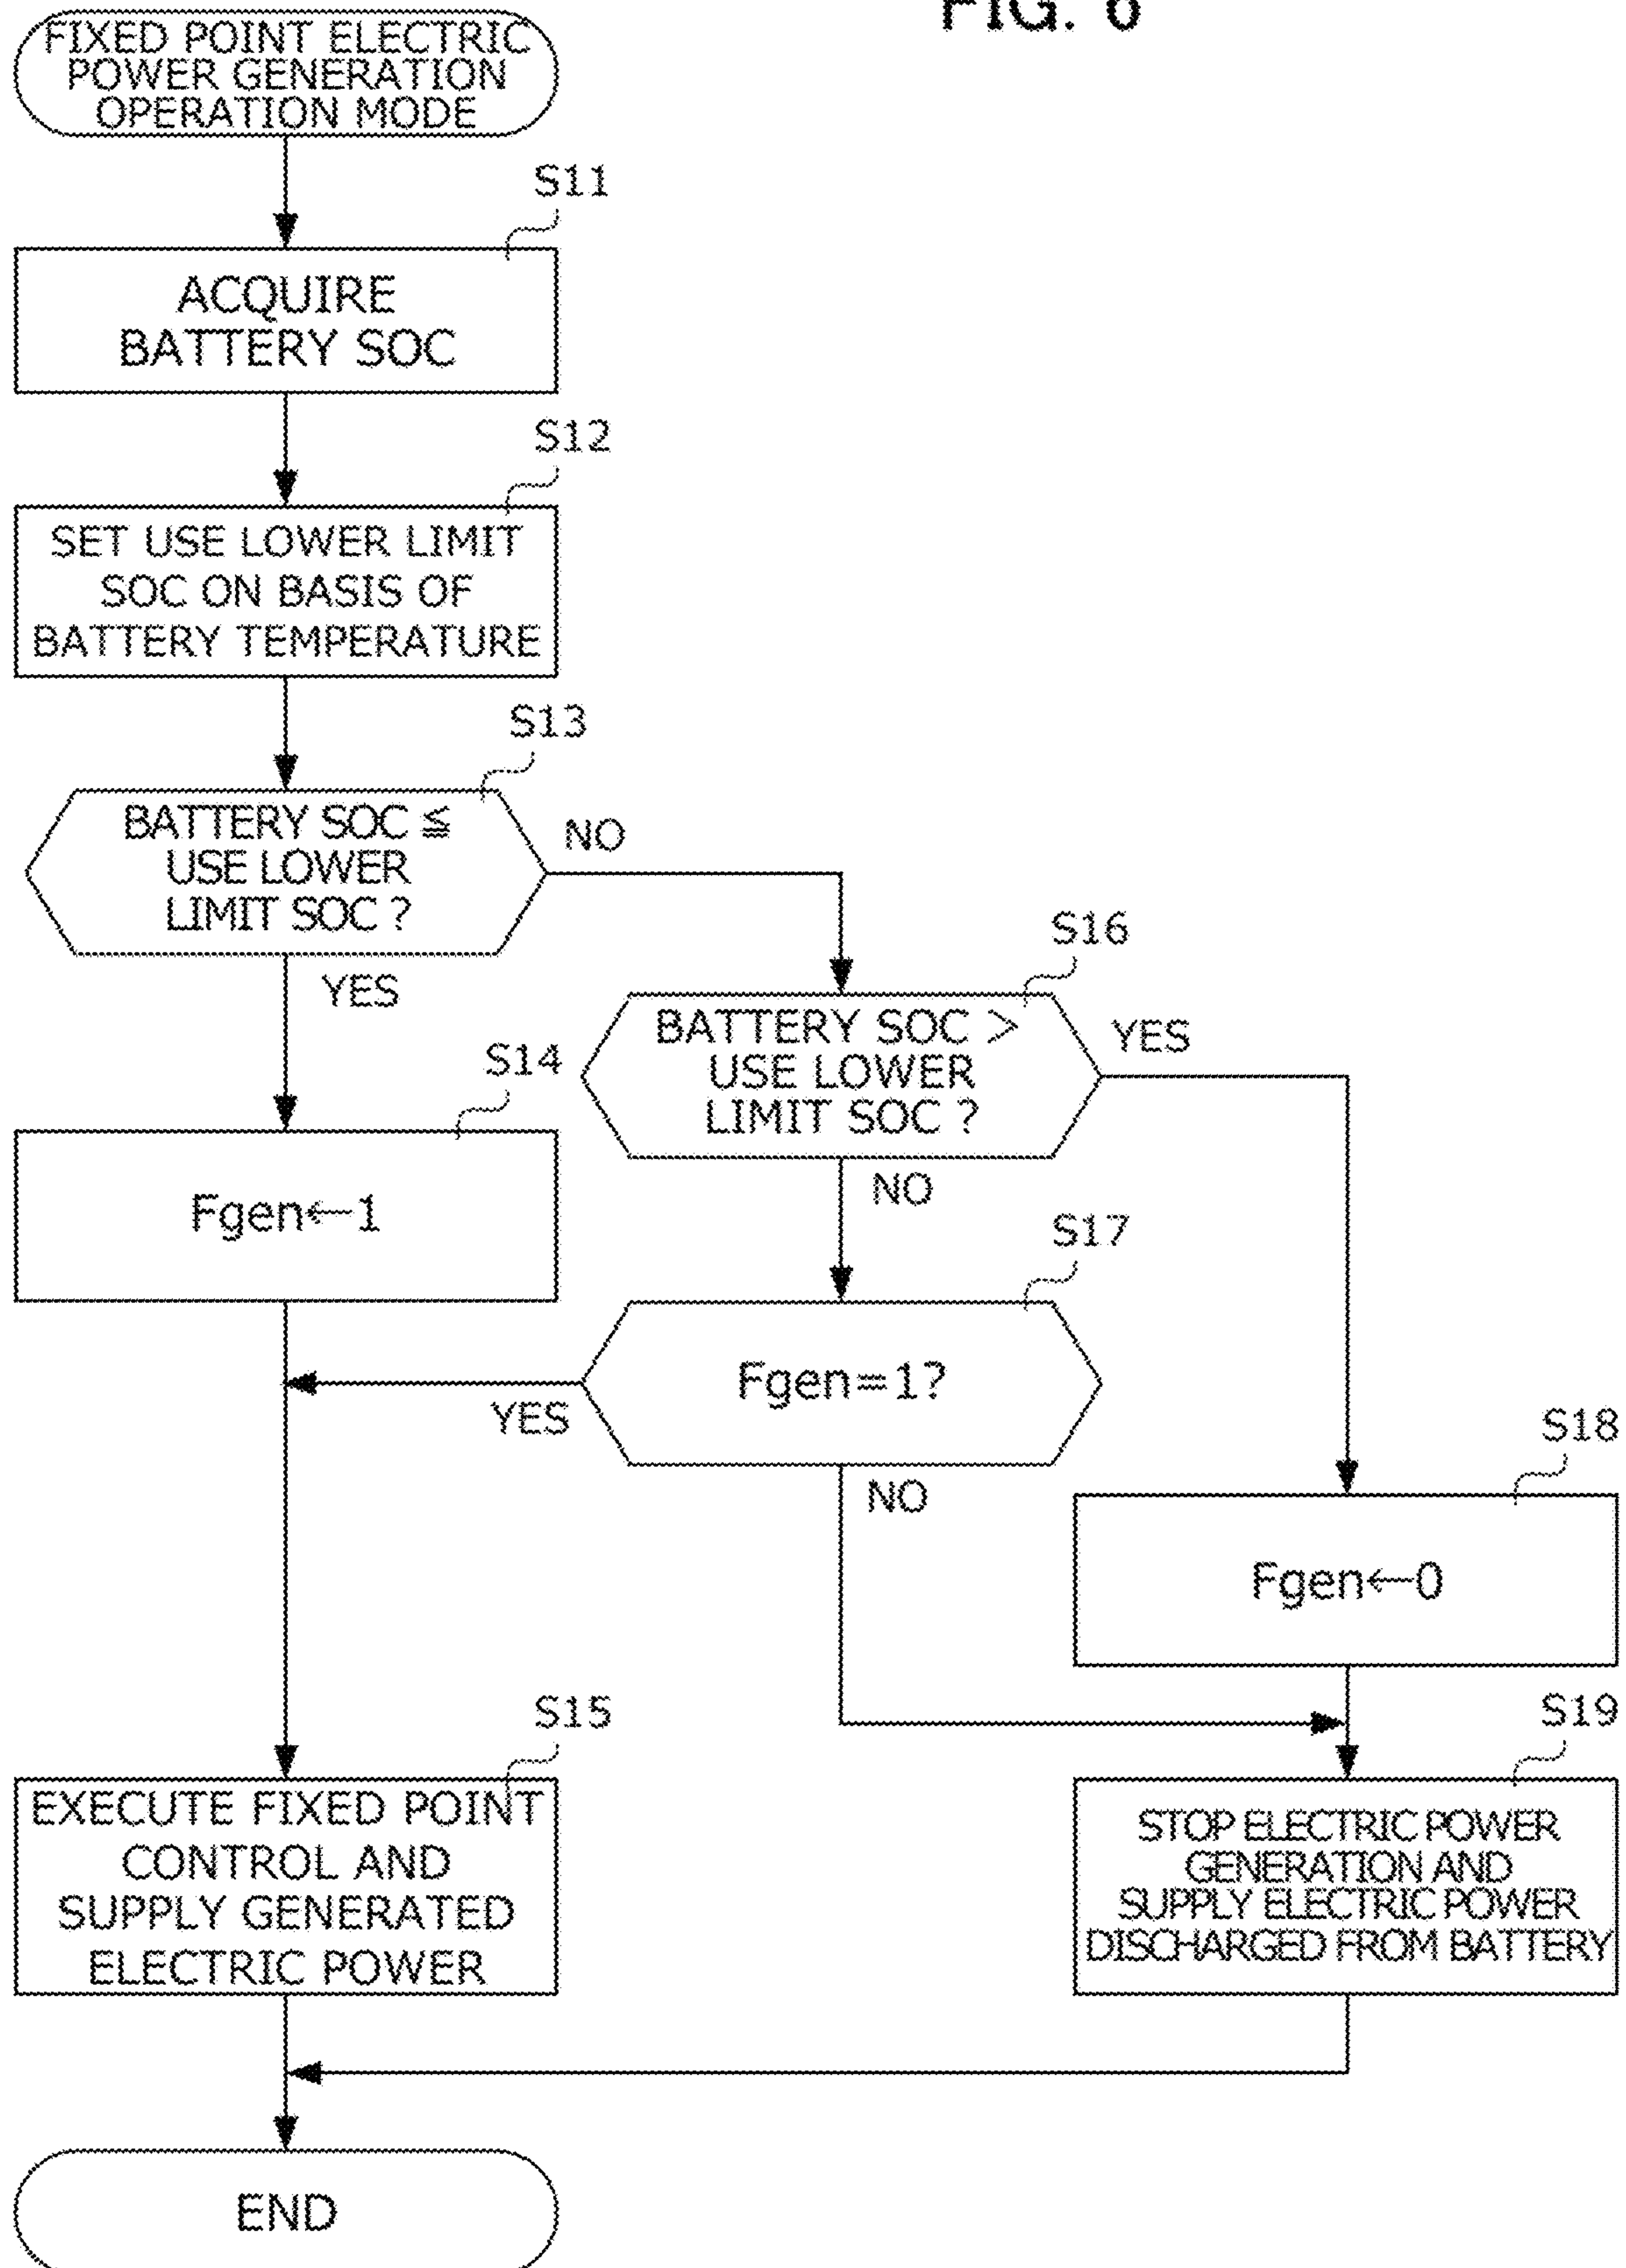 FIG. 6
FIXED POINT ELECTRIC
POWER GENERATION
OPERATION MODE
S11
ACQUIRE
BATTERY SOC
S12
SET USE LOWER LIMIT
SOC ON BASIS OF
BATTERY TEMPERATURE
S13
BATTERY SOC ≦
USE LOWER
LIMIT SOC ?
NO
YES
S16
BATTERY SOC >
USE LOWER
LIMIT SOC ?
YES
NO
S14
Fgen←1
S17
Fgen=1?
YES
NO
S18
Fgen←0
S15
EXECUTE FIXED POINT
CONTROL AND
SUPPLY GENERATED
ELECTRIC POWER
S19
STOP ELECTRIC POWER
GENERATION AND
SUPPLY ELECTRIC POWER
DISCHARGED FROM BATTERY
END